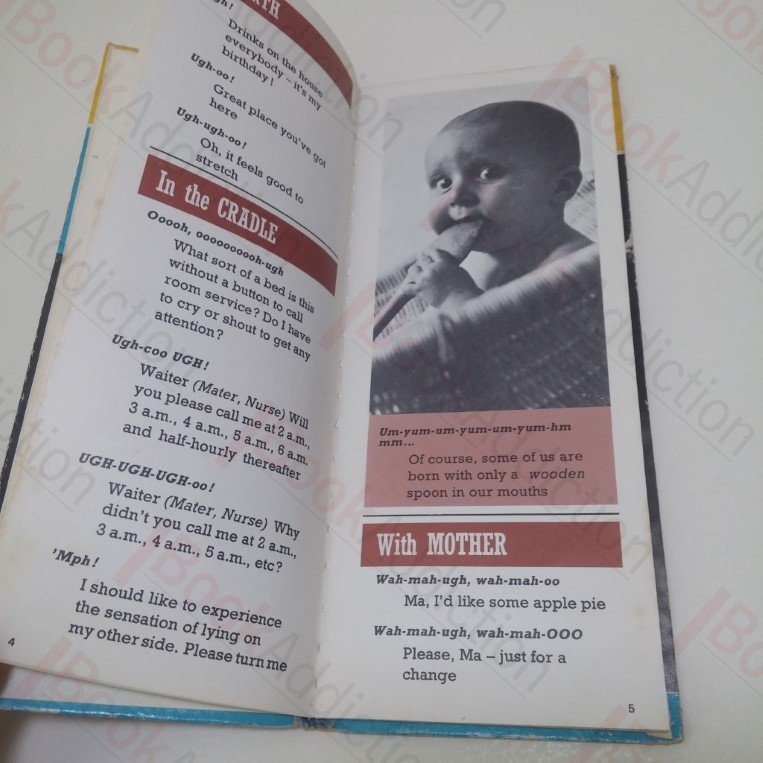 RTH
gh!
Drinks on the house
everybody – it's my
birthday!
Ugh-oo!
Great place you've got
here
Ugh-ugh-oo!
Oh, it feels good to
stretch
In the CRADLE
Ooooh, oooooooooh-ugh
What sort of a bed is this
without a button to call
room service? Do I have
to cry or shout to get any
attention?
Ugh-coo UGH!
Waiter (Mater, Nurse) Will
you please call me at 2 a.m.,
3 a.m., 4 a.m., 5 a.m., 6 a.m.
and half-hourly thereafter
UGH-UGH-UGH-oo!
Waiter (Mater, Nurse) Why
didn't you call me at 2 a.m.,
3 a.m., 4 a.m., 5 a.m., etc?
'Mph!
I should like to experience
the sensation of lying on
my other side. Please turn me
4
Um-yum-um-yum-um-yum-hm
mm...
Of course, some of us are
born with only a wooden
spoon in our mouths
With MOTHER
Wah-mah-ugh, wah-mah-oo
Ma, I'd like some apple pie
Wah-mah-ugh, wah-mah-OOO
Please, Ma – just for a
change
5
BookAddiction